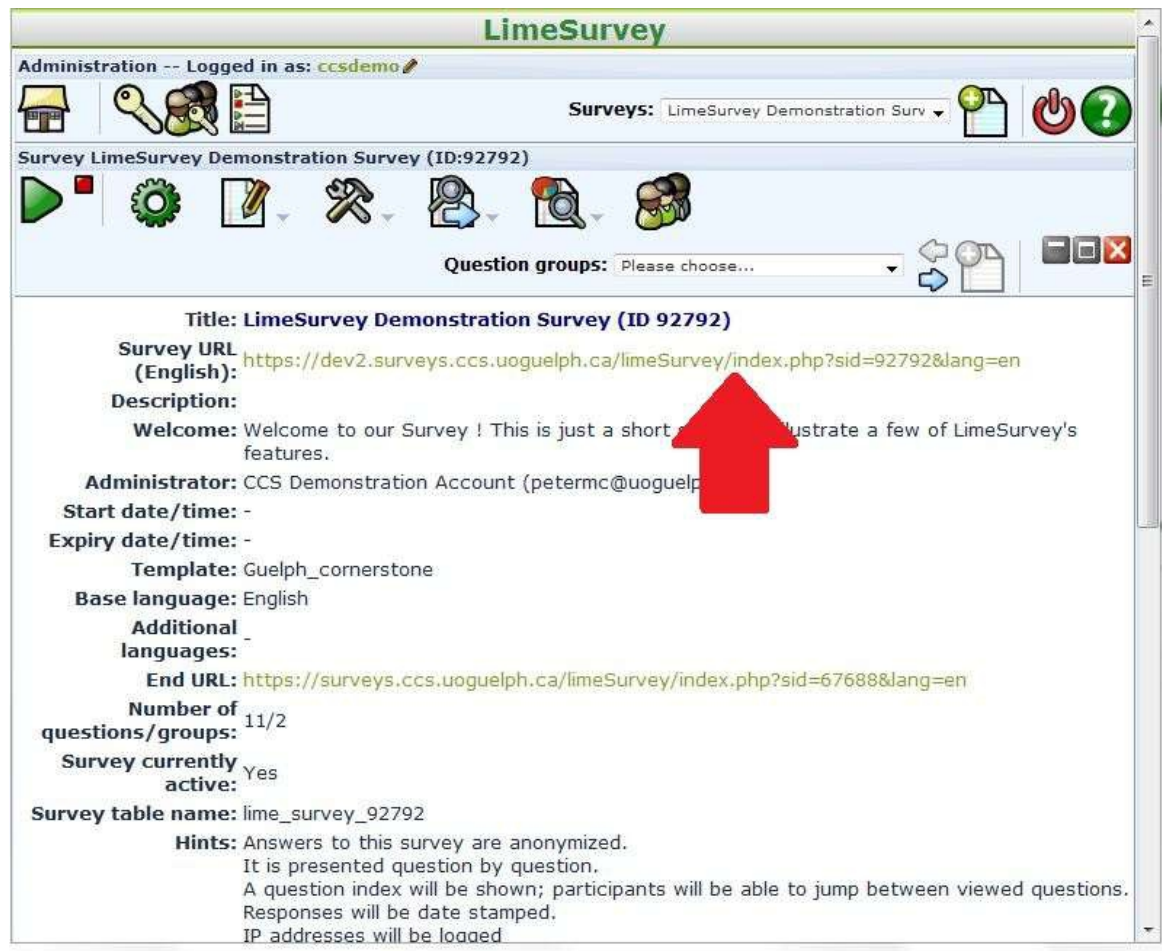 LimeSurvey
Administration -- Logged in as: ccsdemo
Surveys: LimeSurvey Demonstration Surv
Survey LimeSurvey Demonstration Survey (ID:92792)
Question groups: Please choose...
Title: LimeSurvey Demonstration Survey (ID 92792)
Survey URL (English): https://dev2.surveys.ccs.uoguelph.ca/limeSurvey/index.php?sid=92792&lang=en
Description:
Welcome: Welcome to our Survey ! This is just a short illustrate a few of LimeSurvey's
features.
Administrator: CCS Demonstration Account (petermc@uoguelp
Start date/time: -
Expiry date/time: -
Template: Guelph_cornerstone
Base language: English
Additional languages: -
End URL: https://surveys.ccs.uoguelph.ca/limeSurvey/index.php?sid=67688&lang=en
Number of questions/groups: 11/2
Survey currently active: Yes
Survey table name: lime_survey_92792
Hints: Answers to this survey are anonymized.
It is presented question by question.
A question index will be shown; participants will be able to jump between viewed questions.
Responses will be date stamped.
IP addresses will be logged